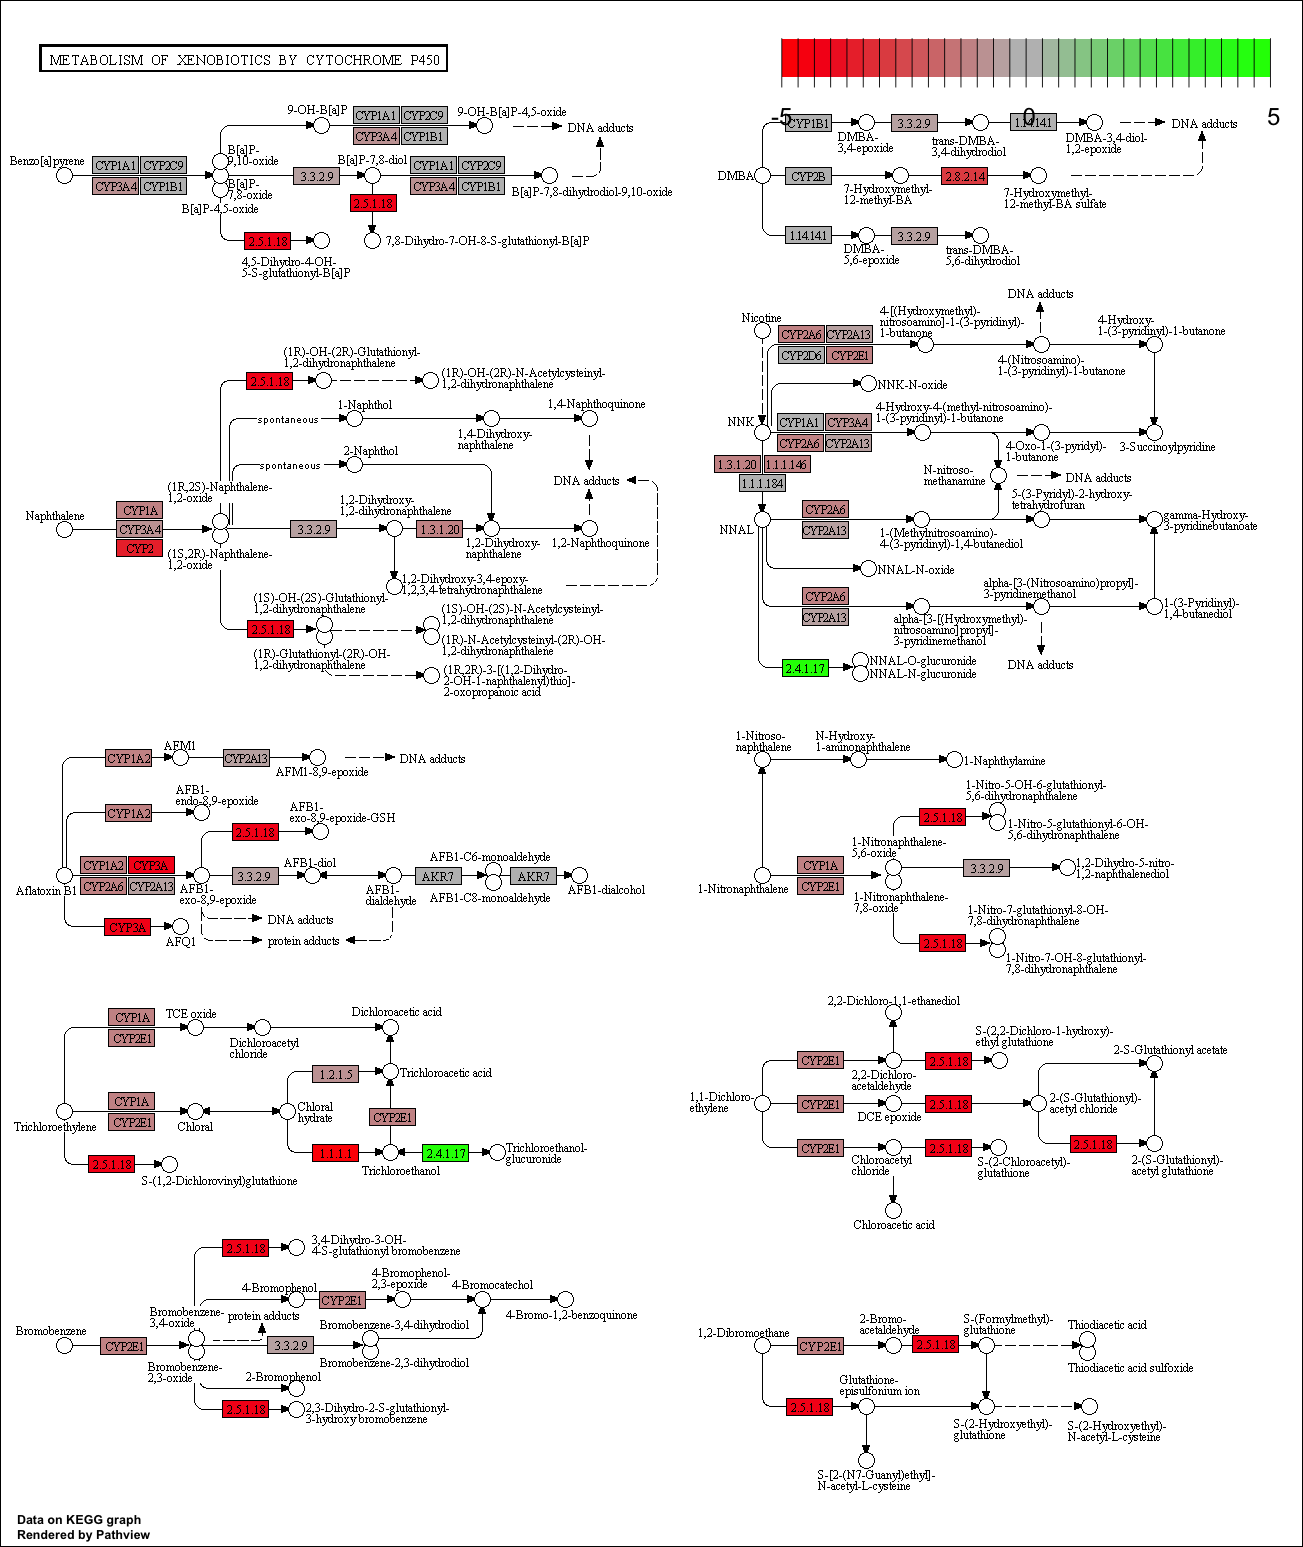 METABOLISM OF XENOBIOTICS BY CYTOCHROME P450
-5
0
5
Benzo[a]pyrene
CYP1A1 CYP2C9
CYP3A4 CYP1B1
B[a]P-
9,10-oxide
B[a]P-
7,8-oxide
B[a]P-4,5-oxide
9-OH-B[a]P
CYP1A1 CYP2C9
CYP3A4 CYP1B1
9-OH-B[a]P-4,5-oxide
DNA adducts
3.3.2.9
B[a]P-7,8-diol
CYP1A1 CYP2C9
CYP3A4 CYP1B1
B[a]P-7,8-dihydrodiol-9,10-oxide
2.5.1.18
7,8-Dihydro-7-OH-8-S-glutathionyl-B[a]P
2.5.1.18
4,5-Dihydro-4-OH-
5-S-glutathionyl-B[a]P
DMBA
CYP1B1
DMBA-
3,4-epoxide
3.3.2.9
trans-DMBA-
3,4-dihydrodiol
1.14.14.1
DMBA-3,4-diol-
1,2-epoxide
DNA adducts
CYP2B
7-Hydroxymethyl-
12-methyl-BA
2.8.2.14
7-Hydroxymethyl-
12-methyl-BA sulfate
1.14.14.1
DMBA-
5,6-epoxide
3.3.2.9
trans-DMBA-
5,6-dihydrodiol
Naphthalene
CYP1A
CYP3A4
CYP2
(1R,2S)-Naphthalene-
1,2-oxide
(1S,2R)-Naphthalene-
1,2-oxide
2.5.1.18
(1R)-OH-(2R)-Glutathionyl-
1,2-dihydronaphthalene
(1R)-OH-(2R)-N-Acetylcysteinyl-
1,2-dihydronaphthalene
spontaneous
1-Naphthol
1,4-Dihydroxy-
naphthalene
1,4-Naphthoquinone
spontaneous
2-Naphthol
DNA adducts
3.3.2.9
1,2-Dihydroxy-
1,2-dihydronaphthalene
1.3.1.20
1,2-Dihydroxy-
naphthalene
1,2-Naphthoquinone
1,2-Dihydroxy-3,4-epoxy-
1,2,3,4-tetrahydronaphthalene
(1S)-OH-(2S)-Glutathionyl-
1,2-dihydronaphthalene
2.5.1.18
(1R)-Glutathionyl-(2R)-OH-
1,2-dihydronaphthalene
(1S)-OH-(2S)-N-Acetylcysteinyl-
1,2-dihydronaphthalene
(1R)-N-Acetylcysteinyl-(2R)-OH-
1,2-dihydronaphthalene
(1R,2R)-3-[(1,2-Dihydro-
2-OH-1-naphthalenyl)thio]-
2-oxopropanoic acid
Nicotine
CYP2A6 CYP2A13
CYP2D6 CYP2E1
4-[(Hydroxymethyl)-
nitrosoamino]-1-(3-pyridinyl)-
1-butanone
DNA adducts
4-(Nitrosoamino)-
1-(3-pyridinyl)-1-butanone
4-Hydroxy-
1-(3-pyridinyl)-1-butanone
NNK-N-oxide
NNK
CYP1A1 CYP3A4
CYP2A6 CYP2A13
4-Hydroxy-4-(methyl-nitrosoamino)-
1-(3-pyridinyl)-1-butanone
4-Oxo-1-(3-pyridyl)-
1-butanone
3-Succinoylpyridine
1.3.1.20 1.1.1.146
1.1.1.184
N-nitroso-
methanamine
DNA adducts
NNAL
CYP2A6
CYP2A13
1-(Methylnitrosoamino)-
4-(3-pyridinyl)-1,4-butanediol
5-(3-Pyridyl)-2-hydroxy-
tetrahydrofuran
gamma-Hydroxy-
3-pyridinebutanoate
NNAL-N-oxide
CYP2A6
CYP2A13
alpha-[3-[(Hydroxymethyl)-
nitrosoamino]propyl]-
3-pyridinemethanol
alpha-[3-(Nitrosoamino)propyl]-
3-pyridinemethanol
1-(3-Pyridinyl)-
1,4-butanediol
DNA adducts
2.4.1.17
NNAL-O-glucuronide
NNAL-N-glucuronide
CYP1A2
AFM1
CYP2A13
AFM1-8,9-epoxide
DNA adducts
CYP1A2
AFB1-
endo-8,9-epoxide
Aflatoxin B1
CYP1A2 CYP3A
CYP2A6 CYP2A13
AFB1-
exo-8,9-epoxide
2.5.1.18
AFB1-
exo-8,9-epoxide-GSH
3.3.2.9
AFB1-diol
AFB1-
dialdehyde
AKR7
AFB1-C6-monoaldehyde
AFB1-C8-monoaldehyde
AKR7
AFB1-dialcohol
DNA adducts
protein adducts
CYP3A
AFQ1
1-Nitroso-
naphthalene
N-Hydroxy-
1-aminonaphthalene
1-Naphthylamine
1-Nitronaphthalene
CYP1A
CYP2E1
1-Nitronaphthalene-
5,6-oxide
1-Nitronaphthalene-
7,8-oxide
2.5.1.18
1-Nitro-5-OH-6-glutathionyl-
5,6-dihydronaphthalene
1-Nitro-5-glutathionyl-6-OH-
5,6-dihydronaphthalene
3.3.2.9
1,2-Dihydro-5-nitro-
1,2-naphthalenediol
2.5.1.18
1-Nitro-7-glutathionyl-8-OH-
7,8-dihydronaphthalene
1-Nitro-7-OH-8-glutathionyl-
7,8-dihydronaphthalene
Trichloroethylene
CYP1A
CYP2E1
TCE oxide
Dichloroacetyl
chloride
Dichloroacetic acid
CYP1A
CYP2E1
Chloral
Chloral
hydrate
1.2.1.5
Trichloroacetic acid
CYP2E1
1.1.1.1
Trichloroethanol
2.4.1.17
Trichloroethanol-
glucuronide
2.5.1.18
S-(1,2-Dichlorovinyl)glutathione
1,1-Dichloro-
ethylene
2,2-Dichloro-1,1-ethanediol
CYP2E1
2,2-Dichloro-
acetaldehyde
2.5.1.18
S-(2,2-Dichloro-1-hydroxy)-
ethyl glutathione
CYP2E1
DCE epoxide
2.5.1.18
2-(S-Glutathionyl)-
acetyl chloride
2-S-Glutathionyl acetate
CYP2E1
Chloroacetyl
chloride
2.5.1.18
S-(2-Chloroacetyl)-
glutathione
2.5.1.18
2-(S-Glutathionyl)-
acetyl glutathione
Chloroacetic acid
Bromobenzene
CYP2E1
Bromobenzene-
3,4-oxide
Bromobenzene-
2,3-oxide
2.5.1.18
3,4-Dihydro-3-OH-
4-S-glutathionyl bromobenzene
4-Bromophenol
CYP2E1
4-Bromophenol-
2,3-epoxide
4-Bromocatechol
4-Bromo-1,2-benzoquinone
protein adducts
3.3.2.9
Bromobenzene-3,4-dihydrodiol
Bromobenzene-2,3-dihydrodiol
2-Bromophenol
2.5.1.18
2,3-Dihydro-2-S-glutathionyl-
3-hydroxy bromobenzene
1,2-Dibromoethane
CYP2E1
2-Bromo-
acetaldehyde
2.5.1.18
S-(Formylmethyl)-
glutathione
Thiodiacetic acid
Thiodiacetic acid sulfoxide
2.5.1.18
Glutathione-
episulfonium ion
S-(2-Hydroxyethyl)-
glutathione
S-(2-Hydroxyethyl)-
N-acetyl-L-cysteine
S-[2-(N7-Guanyl)ethyl]-
N-acetyl-L-cysteine
Data on KEGG graph
Rendered by Pathview